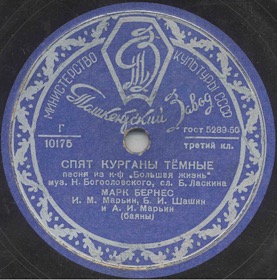 МИНИСТЕРСТВО КУЛЬТУРЫ СССР
Ташкентский Завод
Г
10175
ГОСТ 5289-50
третий кл.
СПЯТ КУРГАНЫ ТЁМНЫЕ
песня из к-ф „Большая жизнь"
муз. Н. Богословского, сл. Б. Ласкина
МАРК БЕРНЕС
И. М. Марьин, Б. И. Шашин
и А. И. Марьин
(баяны)